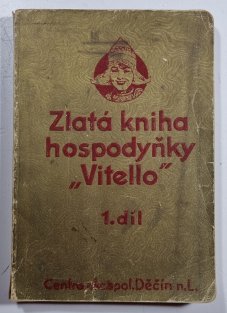 Zlatá kniha
hospodyňky
„Vitello"
1. díl
spol. Děčín n.L.